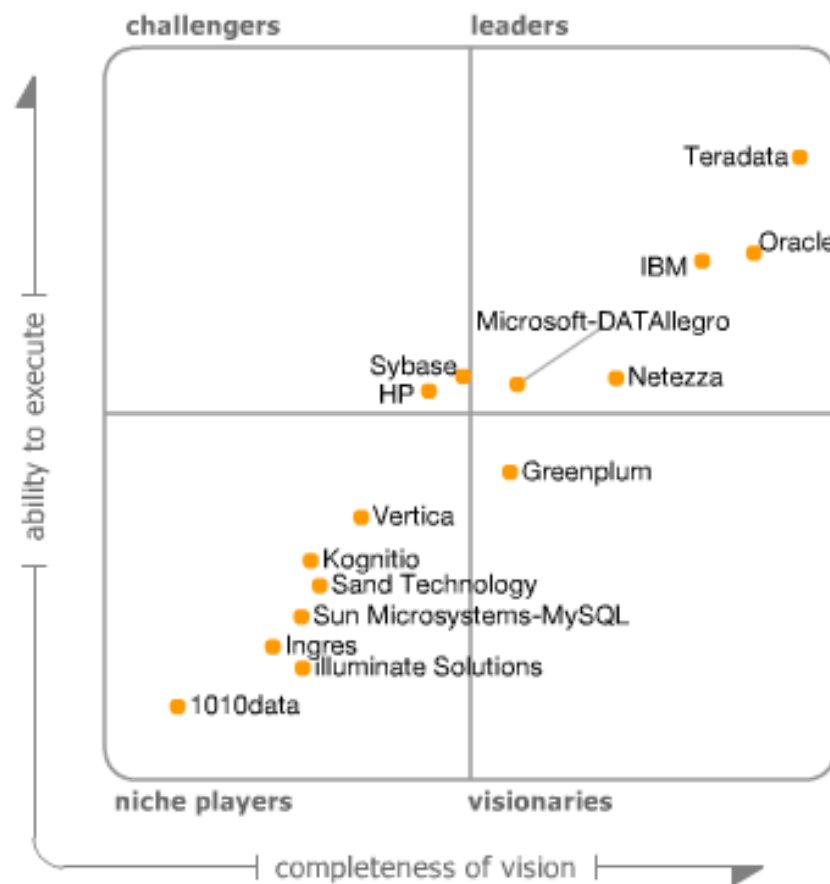 challengers
leaders
Teradata
Oracle
IBM
Microsoft-DATAllegro
Sybase
Netezza
HP
ability to execute
Greenplum
Vertica
Kognitio
Sand Technology
Sun Microsystems-MySQL
Ingres
illuminate Solutions
1010data
niche players
visionaries
completeness of vision